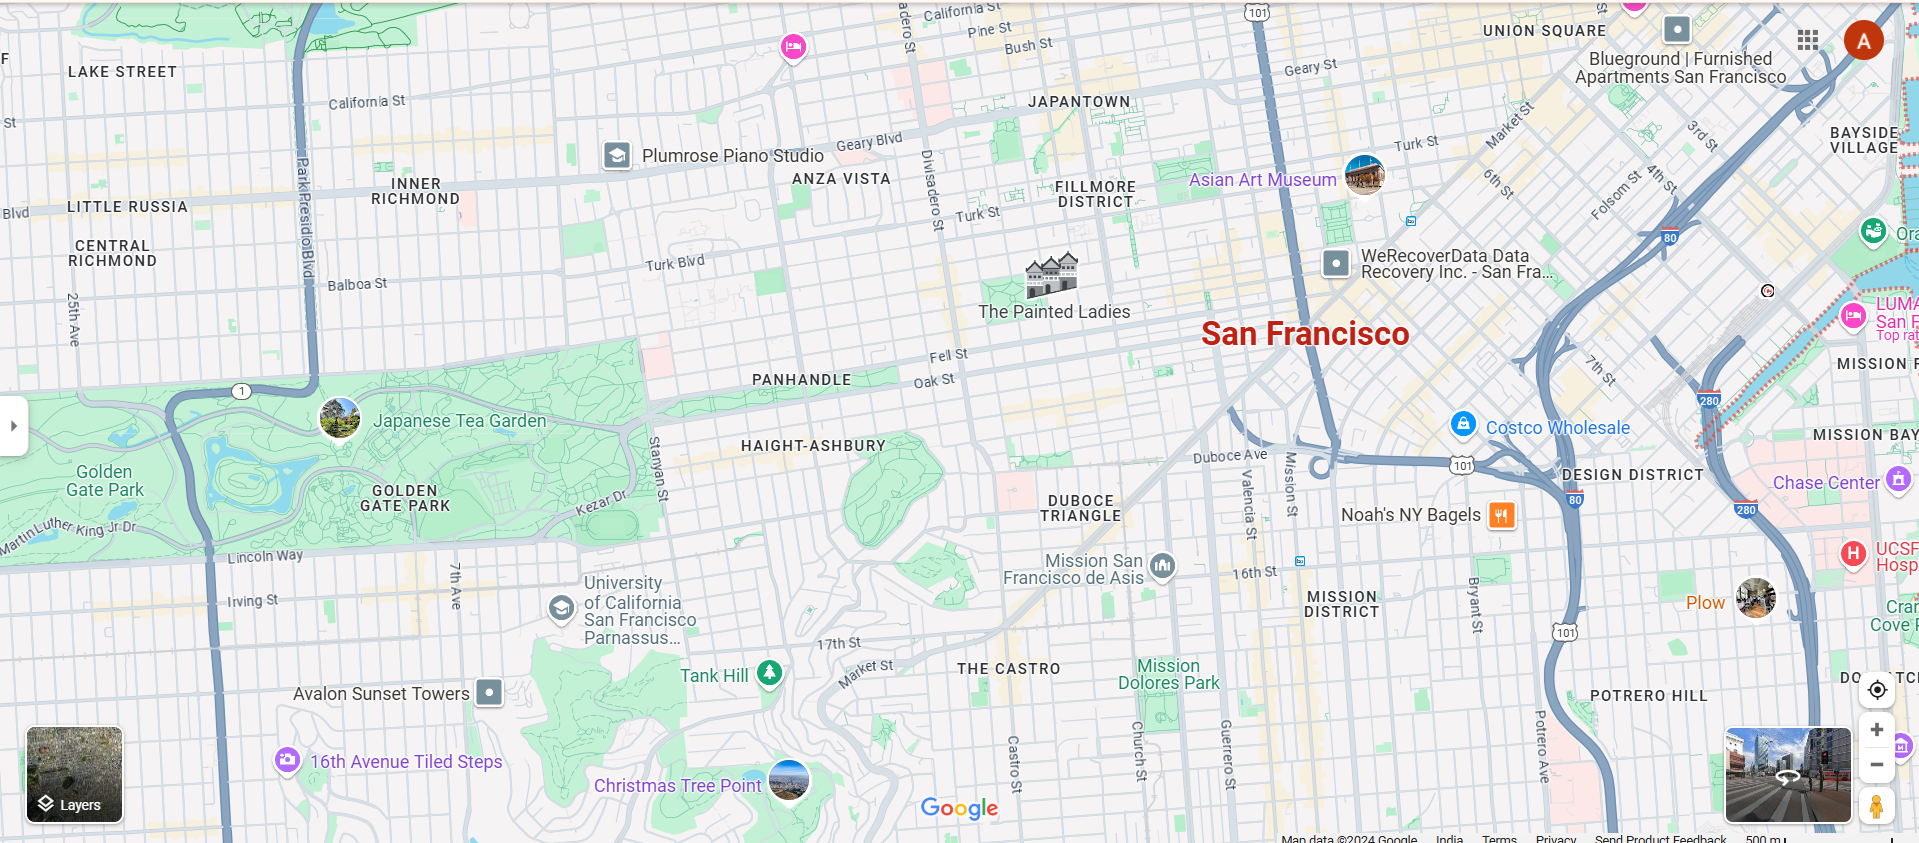 California St
Pine St
Bush St
adero St
101
UNION SQUARE
A
Blueground | Furnished
Apartments San Francisco
F
LAKE STREET
Geary St
California St
JAPANTOWN
St
Market St
3rd St
BAYSIDE
VILLAGE
Geary Blvd
Turk St
Plumrose Piano Studio
ANZA VISTA
Divisadero St
Asian Art Museum
6th St
4th St
Folsom St
INNER
RICHMOND
FILLMORE
DISTRICT
Park Presidio Blvd
Blvd
LITTLE RUSSIA
Turk St
80
Ora
CENTRAL
RICHMOND
Turk Blvd
WeRecoverData Data
Recovery Inc. - San Fra...
Balboa St
25th Ave
The Painted Ladies
LUMA
San F
Top rat
San Francisco
Fell St
Oak St
PANHANDLE
7th St
MISSION
1
280
Japanese Tea Garden
Costco Wholesale
MISSION BAY
HAIGHT-ASHBURY
Stanyan St
Duboce Ave
Valencia St
Mission St
101
DESIGN DISTRICT
Golden
Gate Park
GOLDEN
GATE PARK
Kezar Dr
Chase Center
80
280
DUBOCE
TRIANGLE
Noah's NY Bagels
Martin Luther King Jr Dr
Lincoln Way
Mission San
Francisco de Asis
H
UCSF
Hosp
7th Ave
University
of California
San Francisco
Parnassus...
16th St
Irving St
MISSION
DISTRICT
Bryant St
Plow
Cran
Cove P
101
17th St
Market St
THE CASTRO
Mission
Dolores Park
Tank Hill
Avalon Sunset Towers
POTRERO HILL
Castro St
Church St
Guerrero St
Potrero Ave
16th Avenue Tiled Steps
Christmas Tree Point
Layers
Google
Map data ©2024 Google
India
Terms
Privacy
Send Product Feedback
500 m